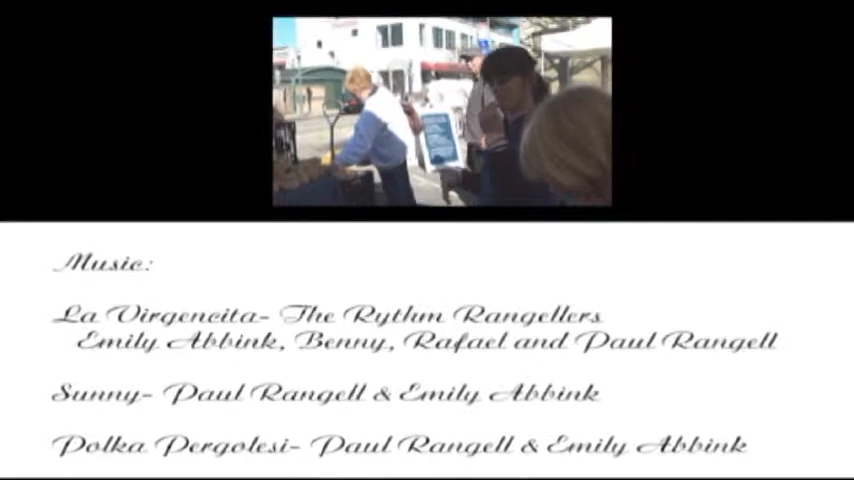 Music:
La Virgencita- The Rythm Rangellers
Emily Abbink, Benny, Rafael and Paul Rangell
Sunny- Paul Rangell & Emily Abbink
Polka Pergolesi- Paul Rangell & Emily Abbink